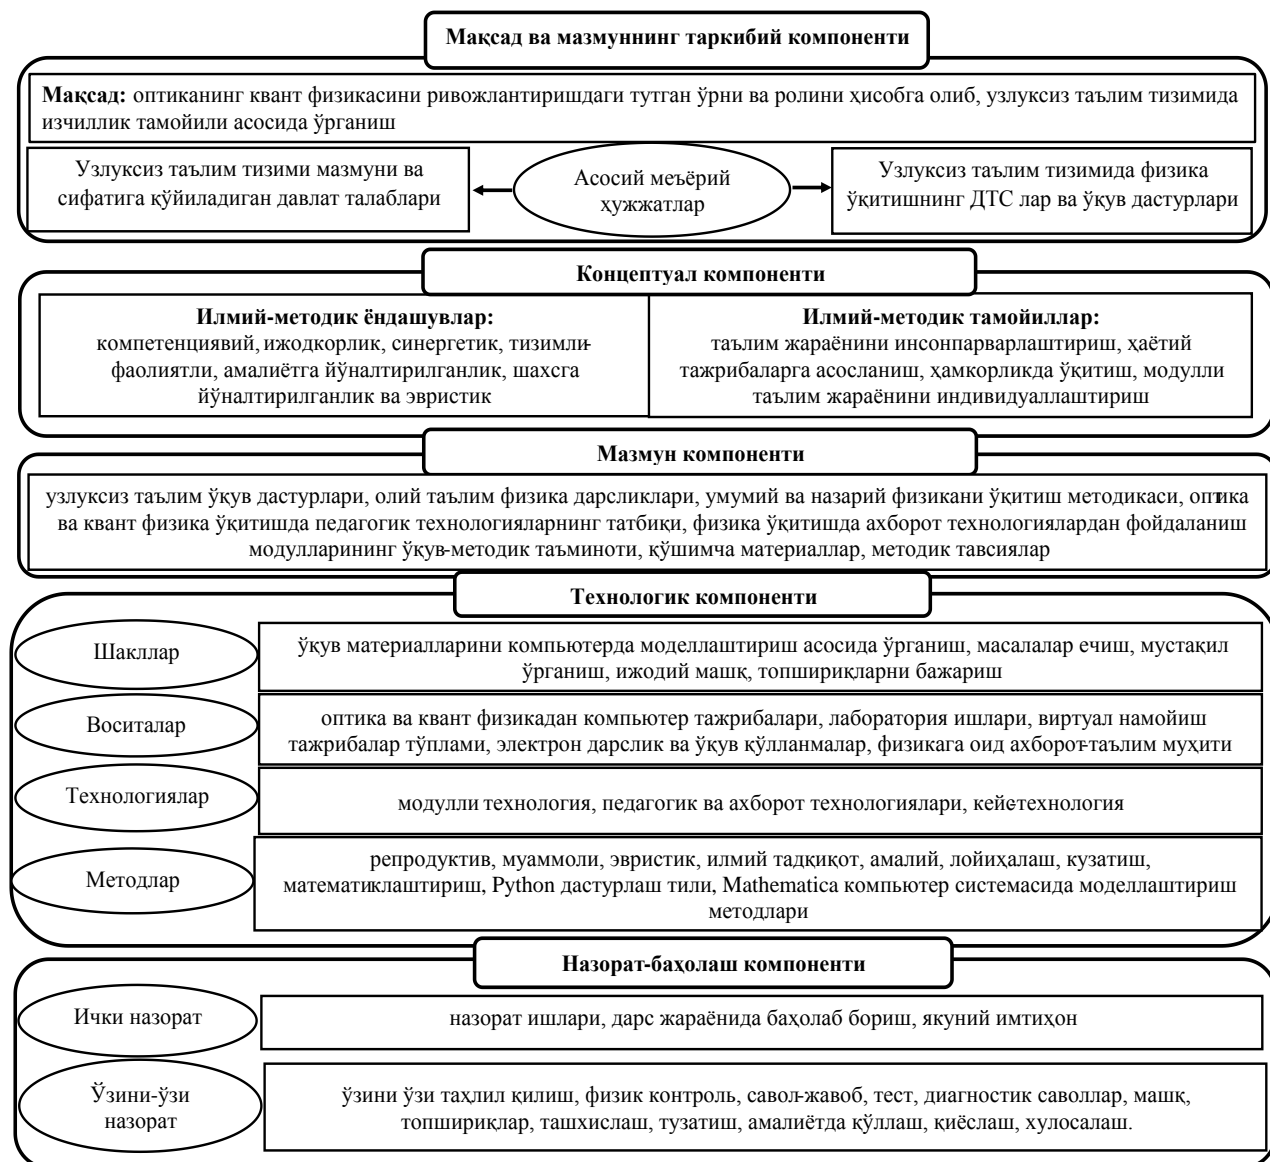 Мақсад ва мазмуннинг таркибий компоненти
Мақсад: оптиканинг квант физикасини ривожлантиришдаги тутган ўрни ва ролини ҳисобга олиб, узлуксиз таълим тизимида
изчиллик тамойили асосида ўрганиш
Узлуксиз таълим тизими мазмуни ва
сифатига қўйиладиган давлат талаблари
Асосий меъёрий
ҳужжатлар
Узлуксиз таълим тизимида физика
ўқитишнинг ДТС лар ва ўқув дастурлари
Концептуал компоненти
Илмий-методик ёндашувлар:
компетенциявий, ижодкорлик, синергетик, тизимли-
фаолиятли, амалиётга йўналтирилганлик, шахсга
йўналтирилганлик ва эвристик
Илмий-методик тамойиллар:
таълим жараёнини инсонпарварлаштириш, ҳаётий
тажрибаларга асосланиш, ҳамкорликда ўқитиш, модулли
таълим жараёнини индивидуаллаштириш
Мазмун компоненти
узлуксиз таълим ўқув дастурлари, олий таълим физика дарсликлари, умумий ва назарий физикани ўқитиш методикаси, оптика
ва квант физика ўқитишда педагогик технологияларнинг татбиқи, физика ўқитишда ахборот технологиялардан фойдаланиш
модулларининг ўқув-методик таъминоти, қўшимча материаллар, методик тавсиялар
Технологик компоненти
Шакллар
ўқув материалларини компьютерда моделлаштириш асосида ўрганиш, масалалар ечиш, мустақил
ўрганиш, ижодий машқ, топшириқларни бажариш
Воситалар
оптика ва квант физикадан компьютер тажрибалари, лаборатория ишлари, виртуал намойиш
тажрибалар тўплами, электрон дарслик ва ўқув қўлланмалар, физикага оид ахборот-таълим муҳити
Технологиялар
модулли технология, педагогик ва ахборот технологиялари, кейс-технология
Методлар
репродуктив, муаммоли, эвристик, илмий тадқиқот, амалий, лойиҳалаш, кузатиш,
математиклаштириш, Python дастурлаш тили, Mathematica компьютер системасида моделлаштириш
методлари
Назорат-баҳолаш компоненти
Ички назорат
назорат ишлари, дарс жараёнида баҳолаб бориш, якуний имтиҳон
Ўзини-ўзи
назорат
ўзини ўзи таҳлил қилиш, физик контроль, савол-жавоб, тест, диагностик саволлар, машқ,
топшириқлар, ташхислаш, тузатиш, амалиётда қўллаш, қиёслаш, хулосалаш.